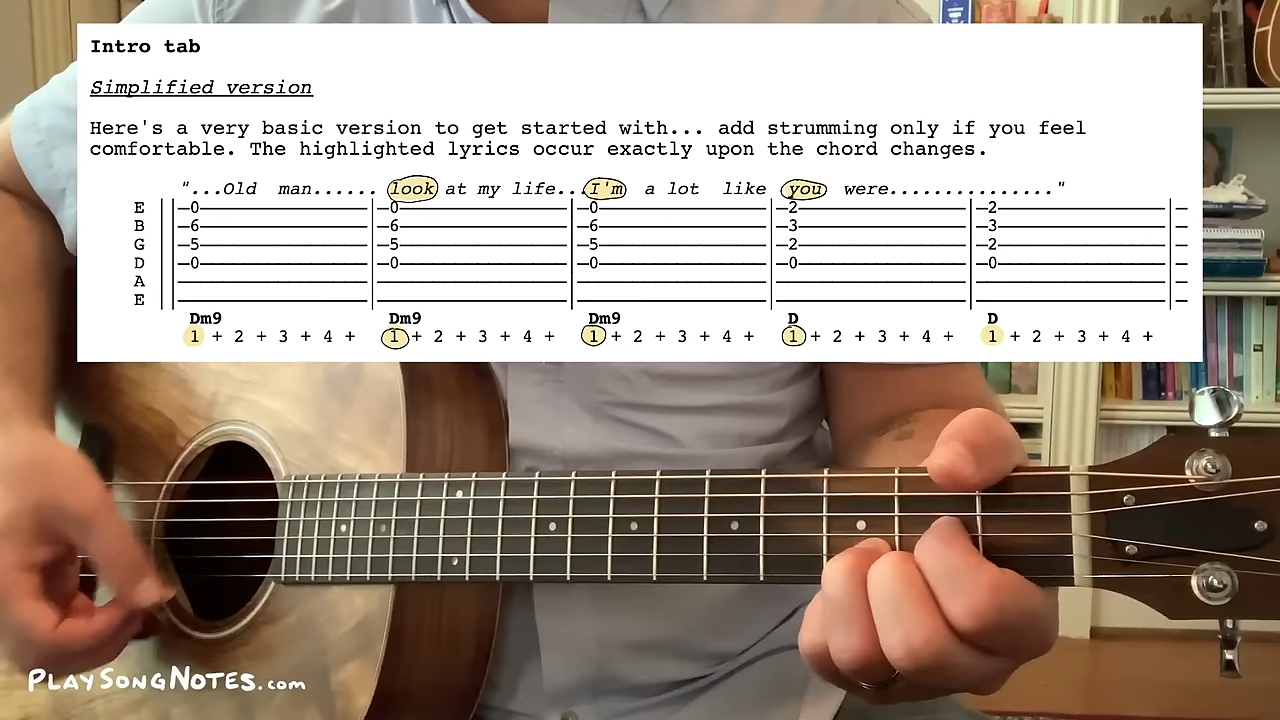 Intro tab
Simplified version
Here's a very basic version to get started with... add strumming only if you feel
comfortable. The highlighted lyrics occur exactly upon the chord changes.
"...Old man...... look at my life...I'm a lot like you were..............."
E ||—0—|—0—|—0—|—2—|—2—|—
B ||—6—|—6—|—6—|—3—|—3—|—
G ||—5—|—5—|—5—|—2—|—2—|—
D ||—0—|—0—|—0—|—0—|—0—|—
A ||———|———|———|———|———|—
E ||———|———|———|———|———|—
Dm9 Dm9 Dm9 D D
1 + 2 + 3 + 4 + 1 + 2 + 3 + 4 + 1 + 2 + 3 + 4 + 1 + 2 + 3 + 4 + 1 + 2 + 3 + 4 +
PLAYSONGNOTES.com